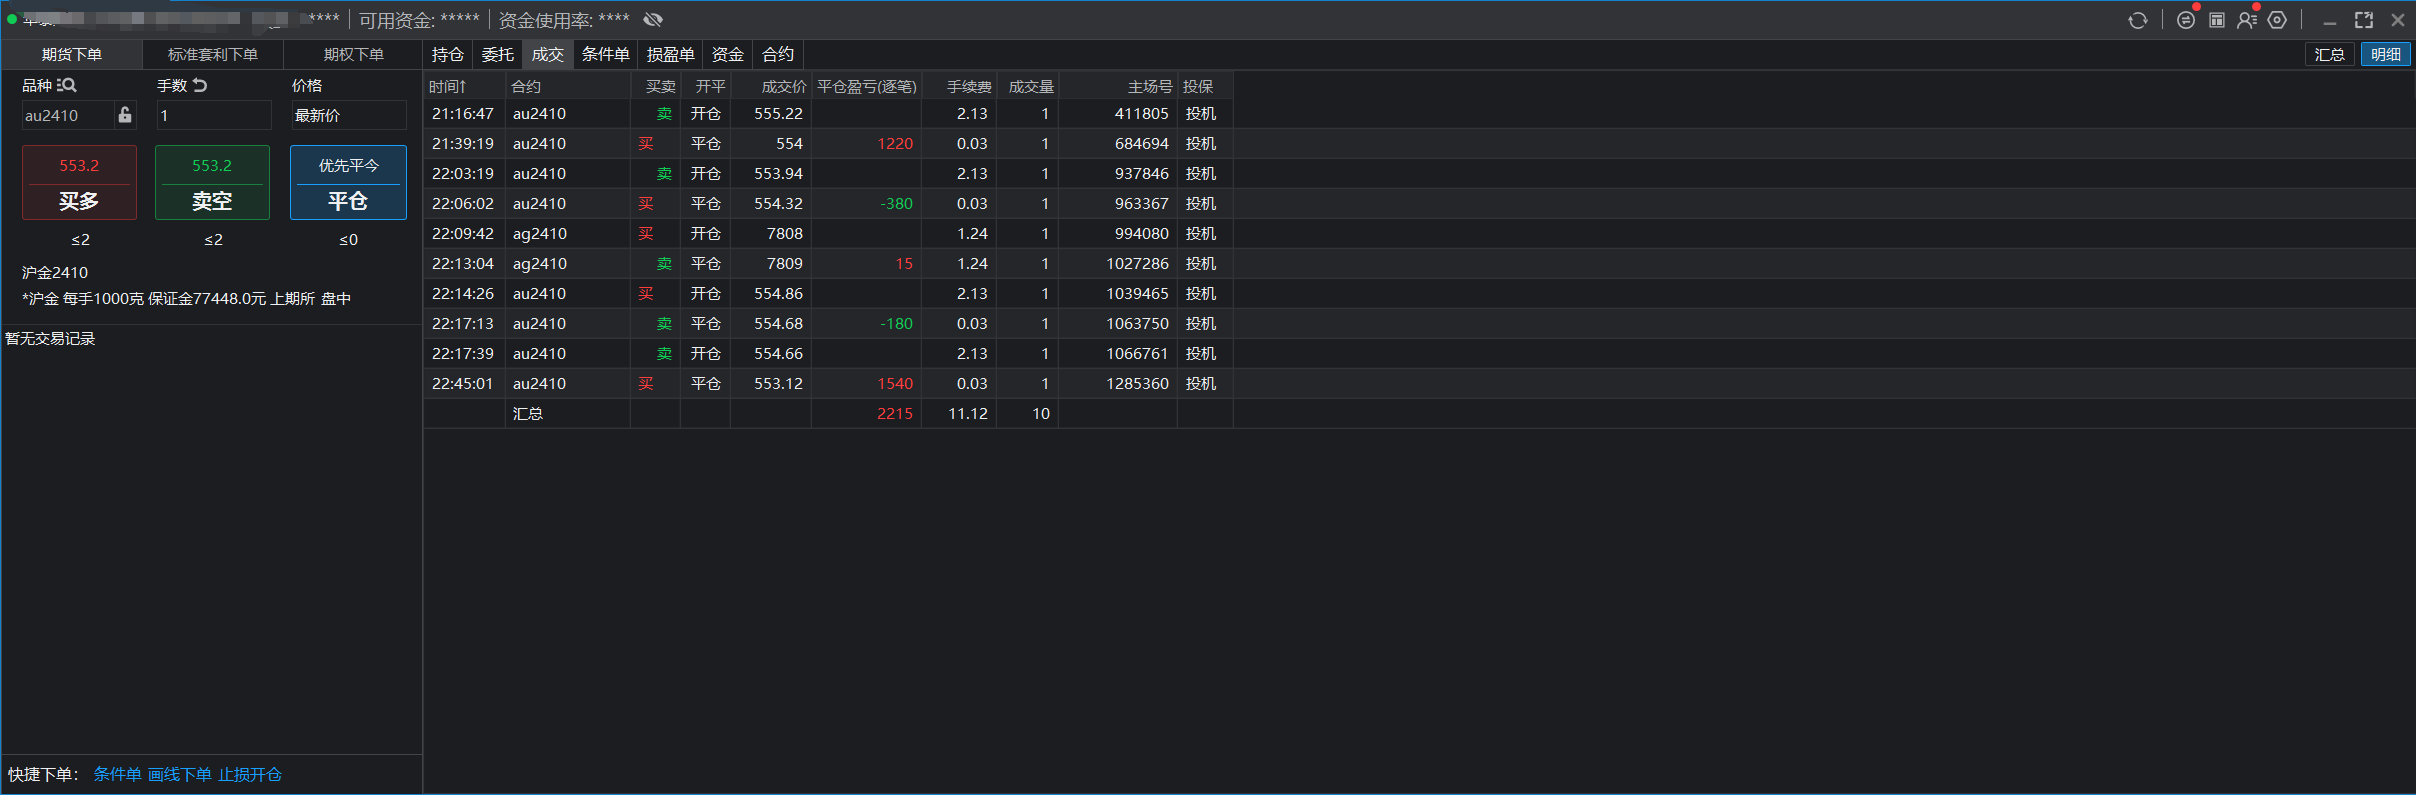 **** 可用资金: ***** 资金使用率: ****
期货下单 标准套利下单 期权下单 持仓 委托 成交 条件单 损盈单 资金 合约 汇总 明细
品种 手数 价格
au2410 1 最新价
553.2 553.2 优先平今
买多 卖空 平仓
≤2 ≤2 ≤0
沪金2410
*沪金 每手1000克 保证金77448.0元 上期所 盘中
暂无交易记录
快捷下单: 条件单 画线下单 止损开仓
时间↑ 合约 买卖 开平 成交价 平仓盈亏(逐笔) 手续费 成交量 主场号 投保
21:16:47 au2410 卖 开仓 555.22 2.13 1 411805 投机
21:39:19 au2410 买 平仓 554 1220 0.03 1 684694 投机
22:03:19 au2410 卖 开仓 553.94 2.13 1 937846 投机
22:06:02 au2410 买 平仓 554.32 -380 0.03 1 963367 投机
22:09:42 ag2410 买 开仓 7808 1.24 1 994080 投机
22:13:04 ag2410 卖 平仓 7809 15 1.24 1 1027286 投机
22:14:26 au2410 买 开仓 554.86 2.13 1 1039465 投机
22:17:13 au2410 卖 平仓 554.68 -180 0.03 1 1063750 投机
22:17:39 au2410 卖 开仓 554.66 2.13 1 1066761 投机
22:45:01 au2410 买 平仓 553.12 1540 0.03 1 1285360 投机
汇总 2215 11.12 10